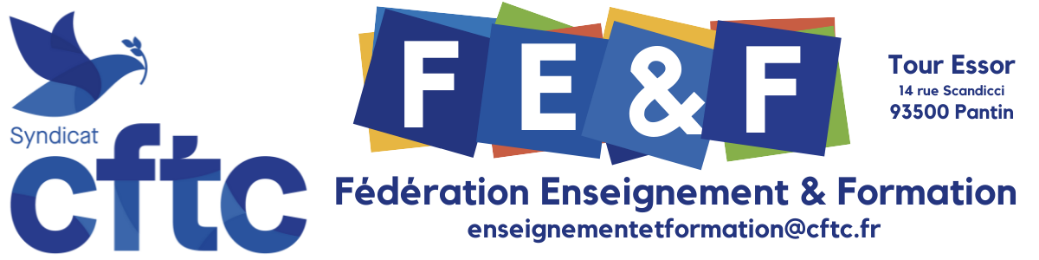 Syndicat
cftc
FE&F
Fédération Enseignement & Formation
enseignementetformation@cftc.fr
Tour Essor
14 rue Scandicci
93500 Pantin